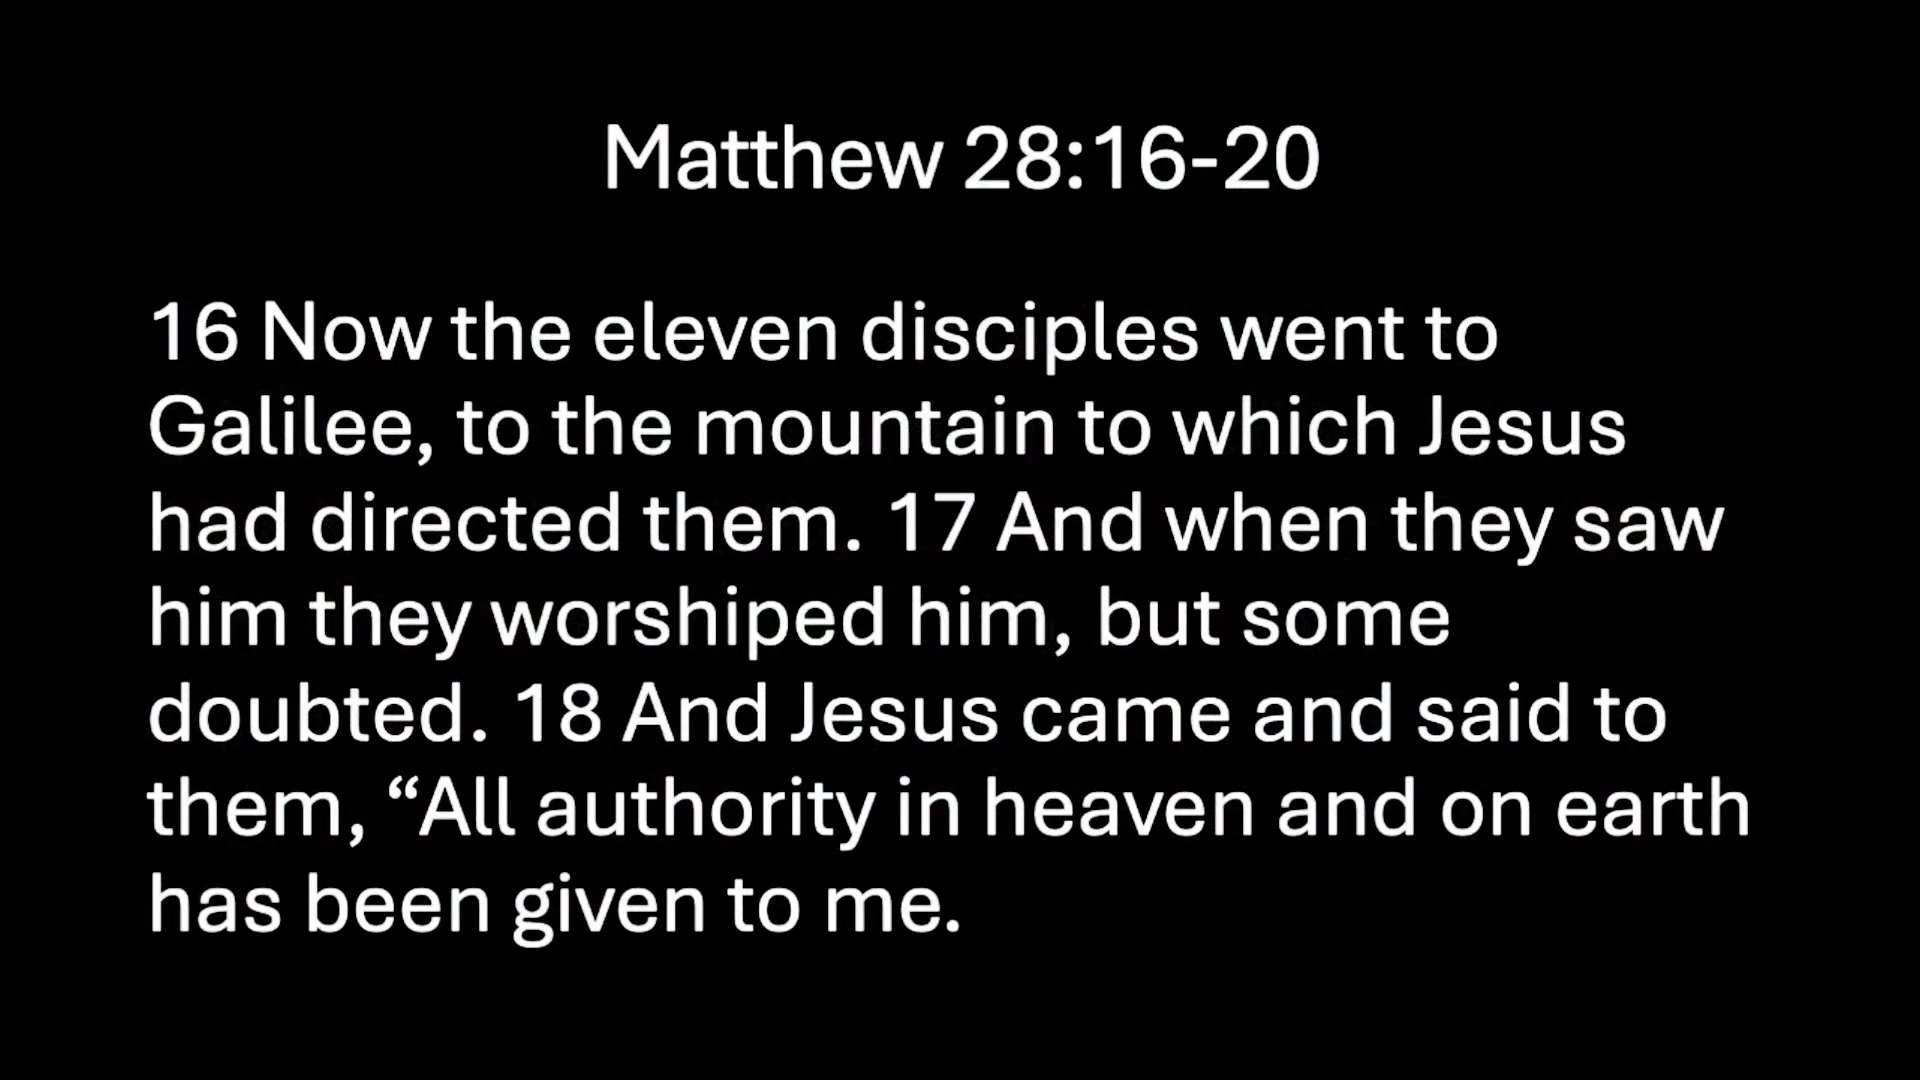 Matthew 28:16-20
16 Now the eleven disciples went to
Galilee, to the mountain to which Jesus
had directed them. 17 And when they saw
him they worshiped him, but some
doubted. 18 And Jesus came and said to
them, “All authority in heaven and on earth
has been given to me.